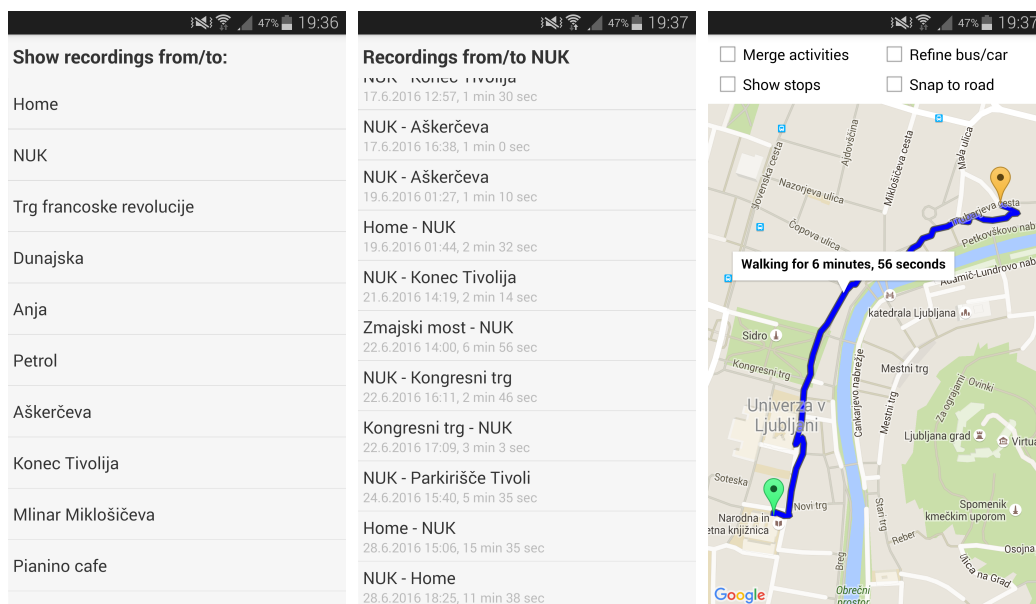 47% 19:36
Show recordings from/to:
Home
NUK
Trg francoske revolucije
Dunajska
Anja
Petrol
Aškerčeva
Konec Tivolija
Mlinar Miklošičeva
Pianino cafe
47% 19:37
Recordings from/to NUK
NUK - Konec Tivolija
17.6.2016 12:57, 1 min 30 sec
NUK - Aškerčeva
17.6.2016 16:38, 1 min 0 sec
NUK - Aškerčeva
19.6.2016 01:27, 1 min 10 sec
Home - NUK
19.6.2016 01:44, 2 min 32 sec
NUK - Konec Tivolija
21.6.2016 14:19, 2 min 14 sec
Zmajski most - NUK
22.6.2016 14:00, 6 min 56 sec
NUK - Kongresni trg
22.6.2016 16:11, 2 min 46 sec
Kongresni trg - NUK
22.6.2016 17:09, 3 min 3 sec
NUK - Parkirišče Tivoli
24.6.2016 15:40, 5 min 35 sec
Home - NUK
28.6.2016 15:06, 15 min 35 sec
NUK - Home
28.6.2016 18:25, 11 min 38 sec
47% 19:37
Merge activities
Refine bus/car
Show stops
Snap to road
Ajdovščina
Miklošičeva cesta
Mala ulica
Slovenska cesta
Nazorjeva ulica
Čopova ulica
Trubarjeva cesta
Petkovškovo nab
Walking for 6 minutes, 56 seconds
Adamič-Lundrovo nab
katedrala Ljubljana
Sidro
Kongresni trg
Cankarjevo nabrežje
Mestni trg
Mestni trg
Za ograjami
Ovinki
Univerza v
Ljubljani
Ljubljana grad
Virtua
Soteska
Novi trg
Stari trg
Spomenik
kmečkim uporom
Narodna in
etna knjižnica
Reber
Osojna
Breg
Ulica na Grad
Obrečni
prostor
Google